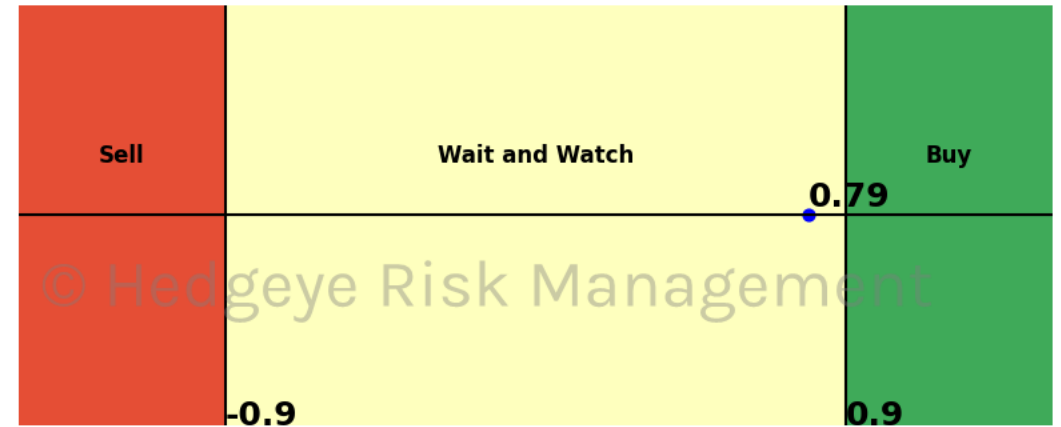 Sell
Wait and Watch
Buy
0.79
© Hedgeye Risk Management
-0.9
0.9